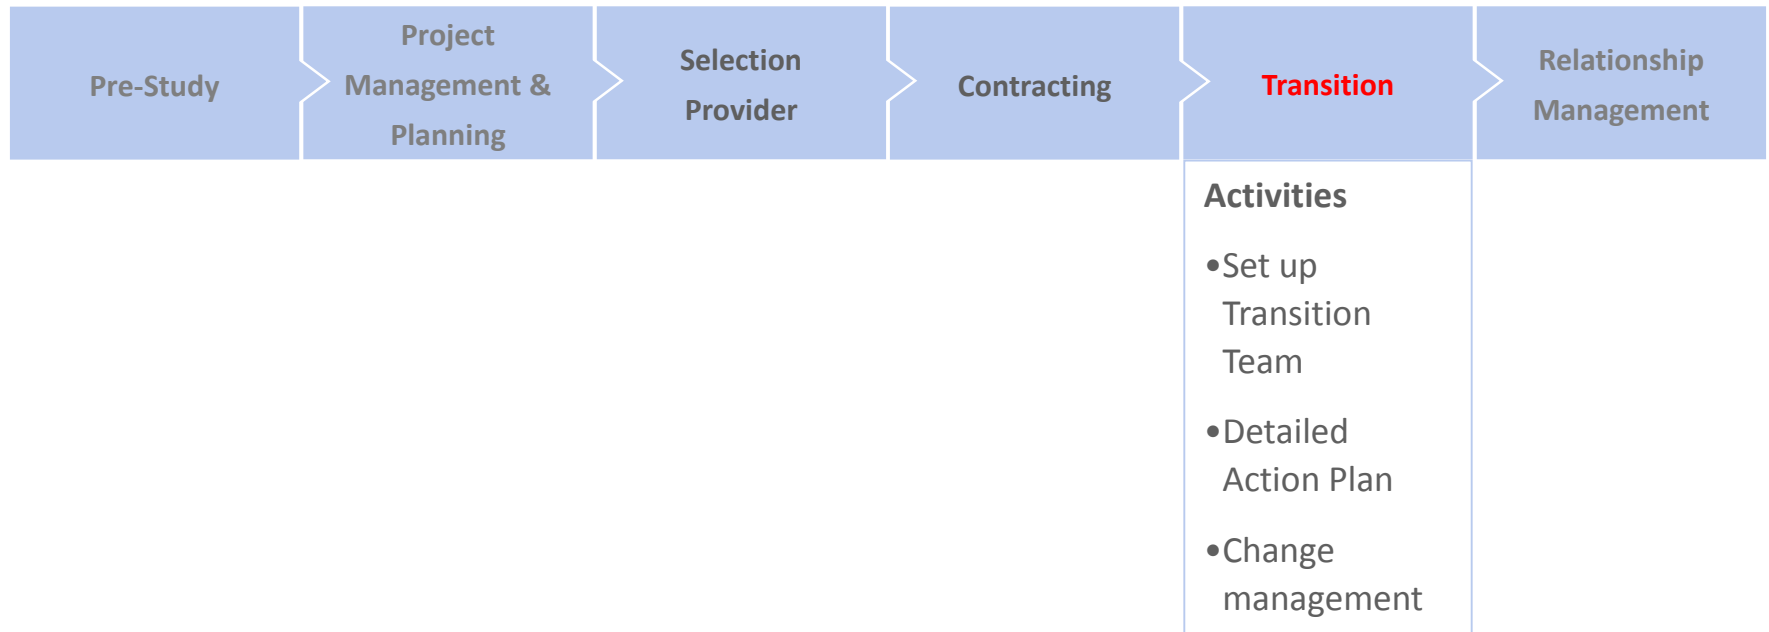 Pre-Study
Project
Management &
Planning
Selection
Provider
Contracting
Transition
Relationship
Management
Activities
•Set up
Transition
Team
•Detailed
Action Plan
•Change
management